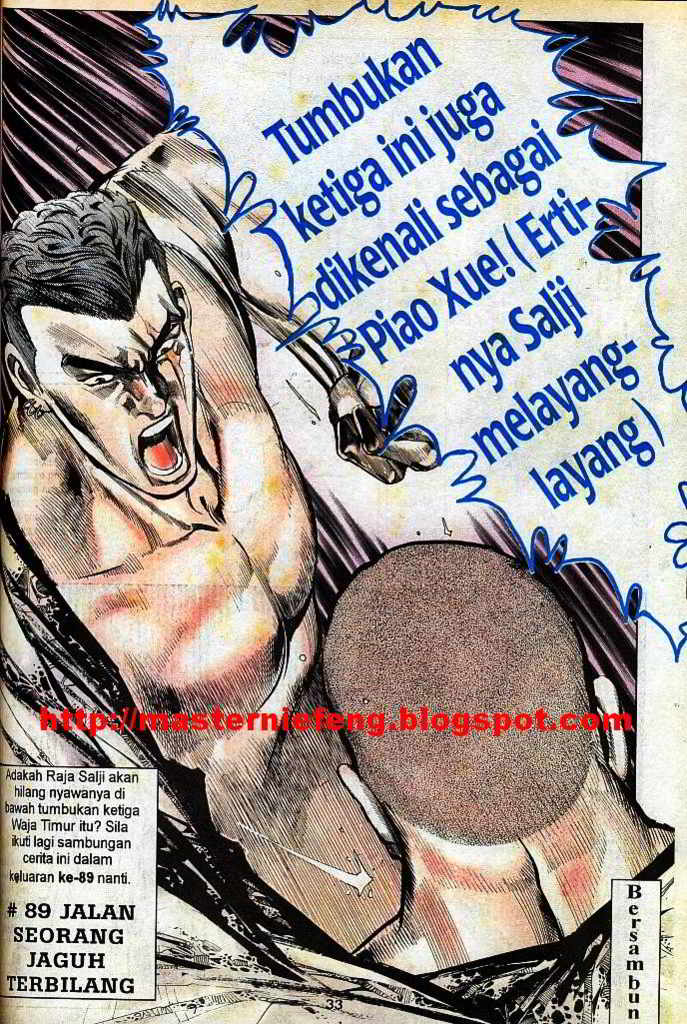 Tumbukan
ketiga ini juga
dikenali sebagai
Piao Xue! (Erti-
nya Salji
melayang-
layang)
http://masterniefeng.blogspot.com
Adakah Raja Salji akan
hilang nyawanya di
bawah tumbukan ketiga
Waja Timur itu? Sila
ikuti lagi sambungan
cerita ini dalam
keluaran ke-89 nanti.
# 89 JALAN
SEORANG
JAGUH
TERBILANG
33
Bersambun